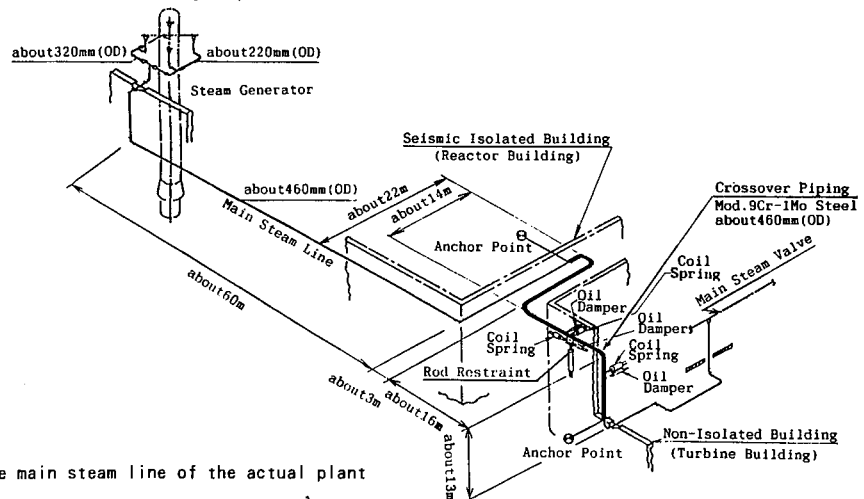 about320mm(OD)
about220mm(OD)
Steam Generator
Seismic Isolated Building
(Reactor Building)
about460mm(OD)
Main Steam Line
about22m
about14m
Crossover Piping
Mod.9Cr-1Mo Steel
about460mm(OD)
Anchor Point
Coil
Spring
Main Steam Valve
Oil
Damper
Oil
Damper
Coil
Spring
Coil
Spring
Rod Restraint
Oil
Damper
about60m
about3m
about16m
about13m
Anchor Point
Non-Isolated Building
(Turbine Building)
e main steam line of the actual plant